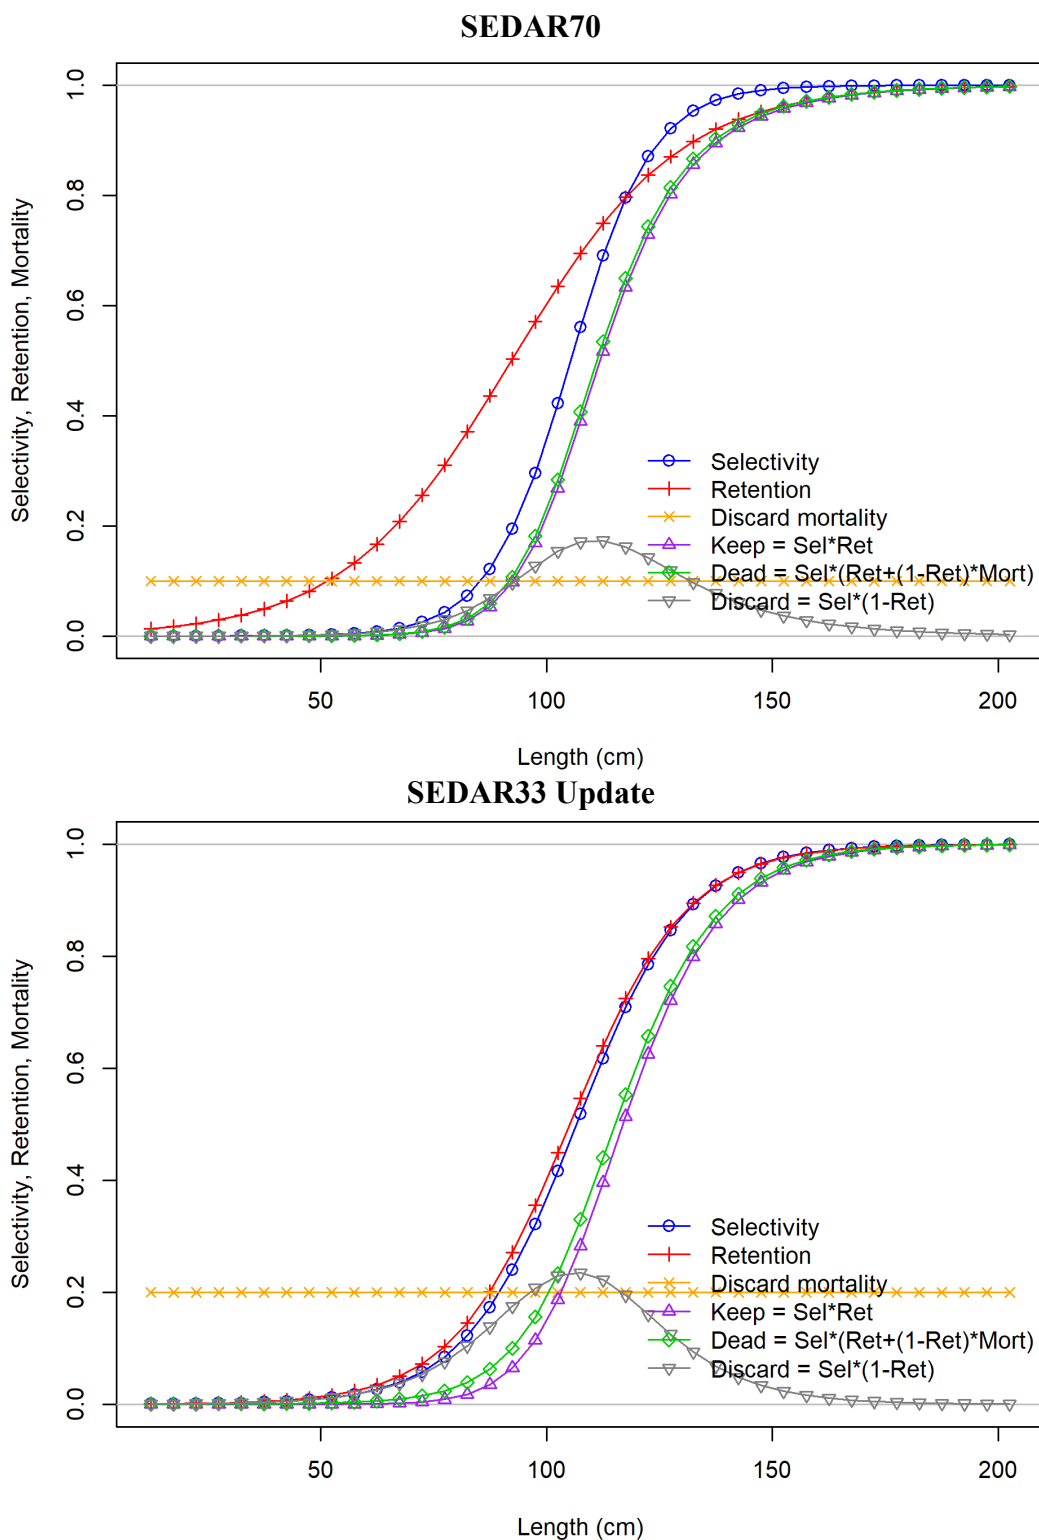 SEDAR70
Selectivity, Retention, Mortality
1.0
0.8
0.6
0.4
0.2
0.0
Selectivity
Retention
Discard mortality
Keep = Sel*Ret
Dead = Sel*(Ret+(1-Ret)*Mort)
Discard = Sel*(1-Ret)
50 100 150 200
Length (cm)
SEDAR33 Update
Selectivity, Retention, Mortality
1.0
0.8
0.6
0.4
0.2
0.0
Selectivity
Retention
Discard mortality
Keep = Sel*Ret
Dead = Sel*(Ret+(1-Ret)*Mort)
Discard = Sel*(1-Ret)
50 100 150 200
Length (cm)